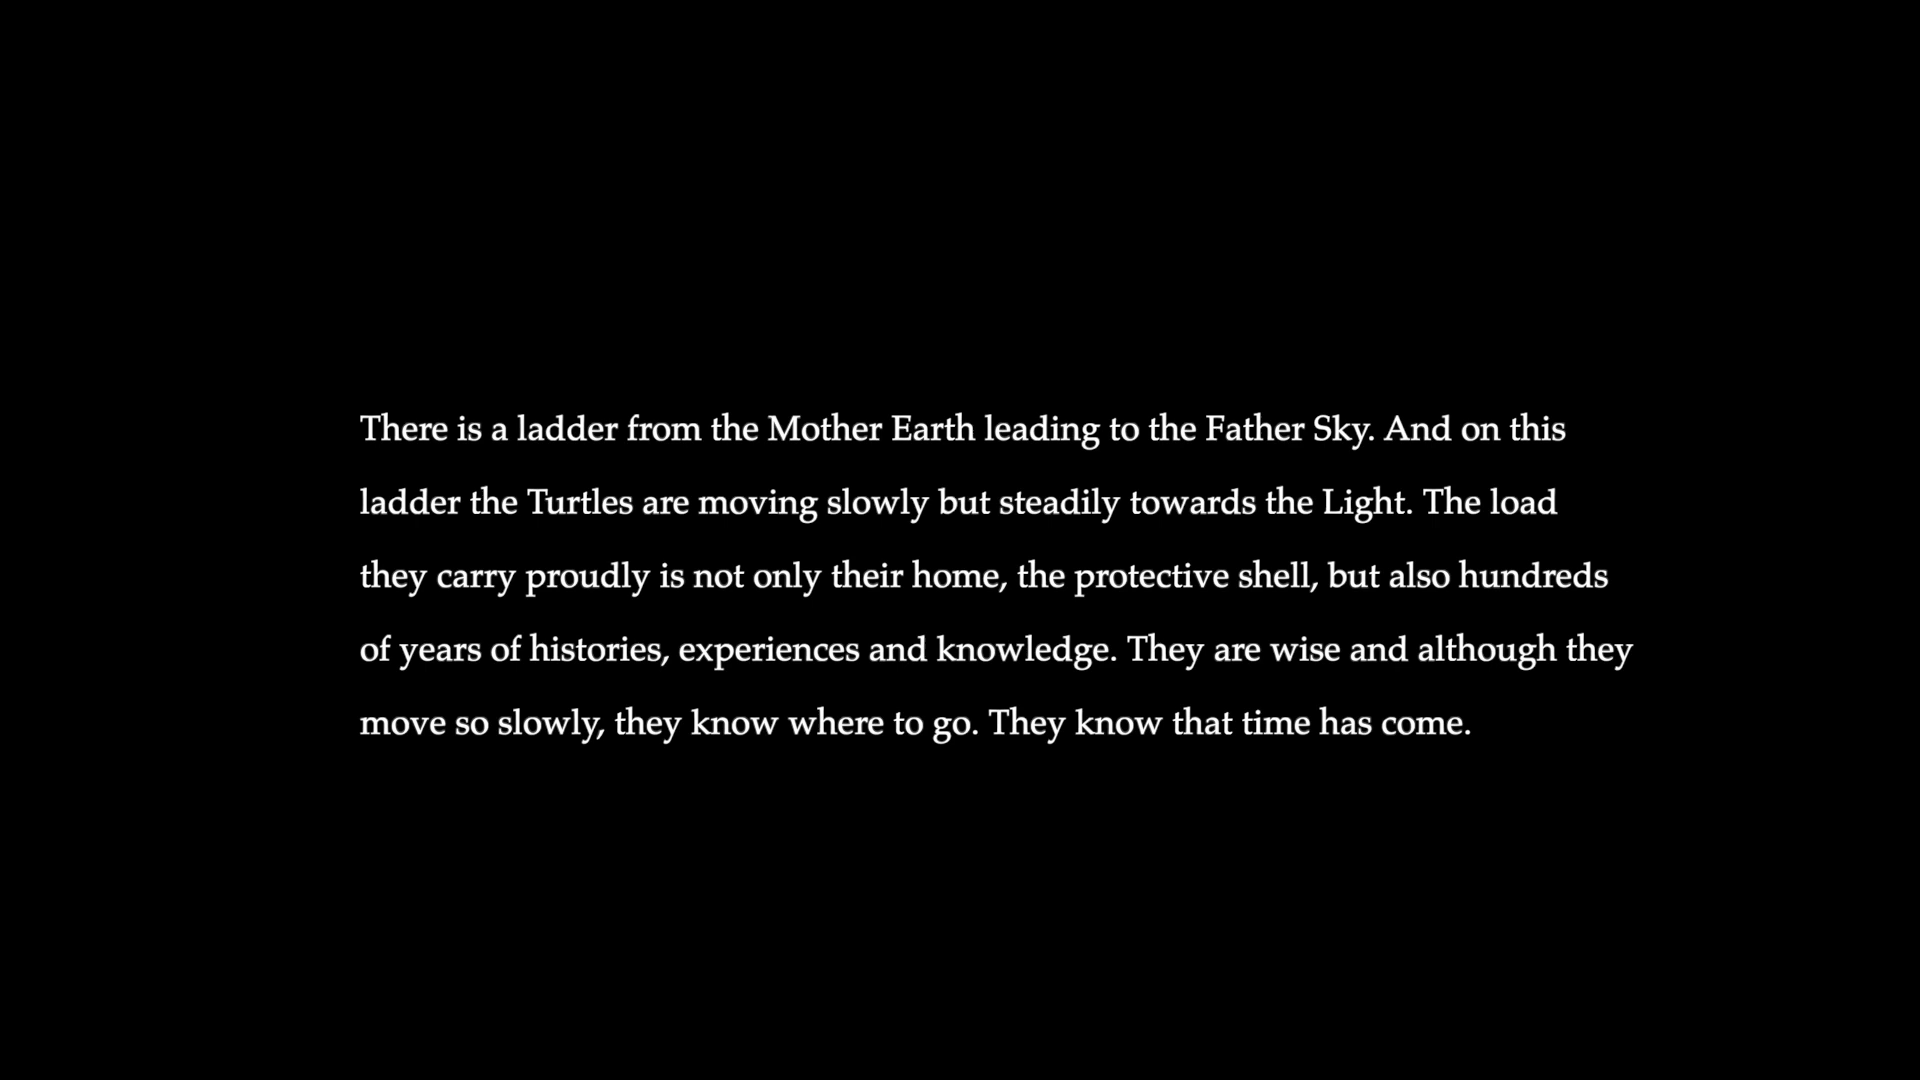 There is a ladder from the Mother Earth leading to the Father Sky. And on this
ladder the Turtles are moving slowly but steadily towards the Light. The load
they carry proudly is not only their home, the protective shell, but also hundreds
of years of histories, experiences and knowledge. They are wise and although they
move so slowly, they know where to go. They know that time has come.